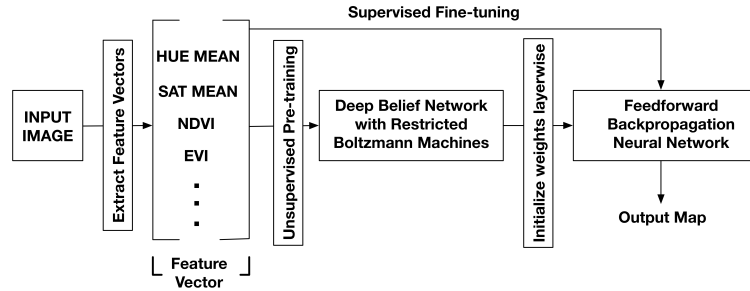 Supervised Fine-tuning
INPUT
IMAGE
Extract Feature Vectors
HUE MEAN
SAT MEAN
NDVI
EVI
Feature
Vector
Unsupervised Pre-training
Deep Belief Network
with Restricted
Boltzmann Machines
Initialize weights layerwise
Feedforward
Backpropagation
Neural Network
Output Map